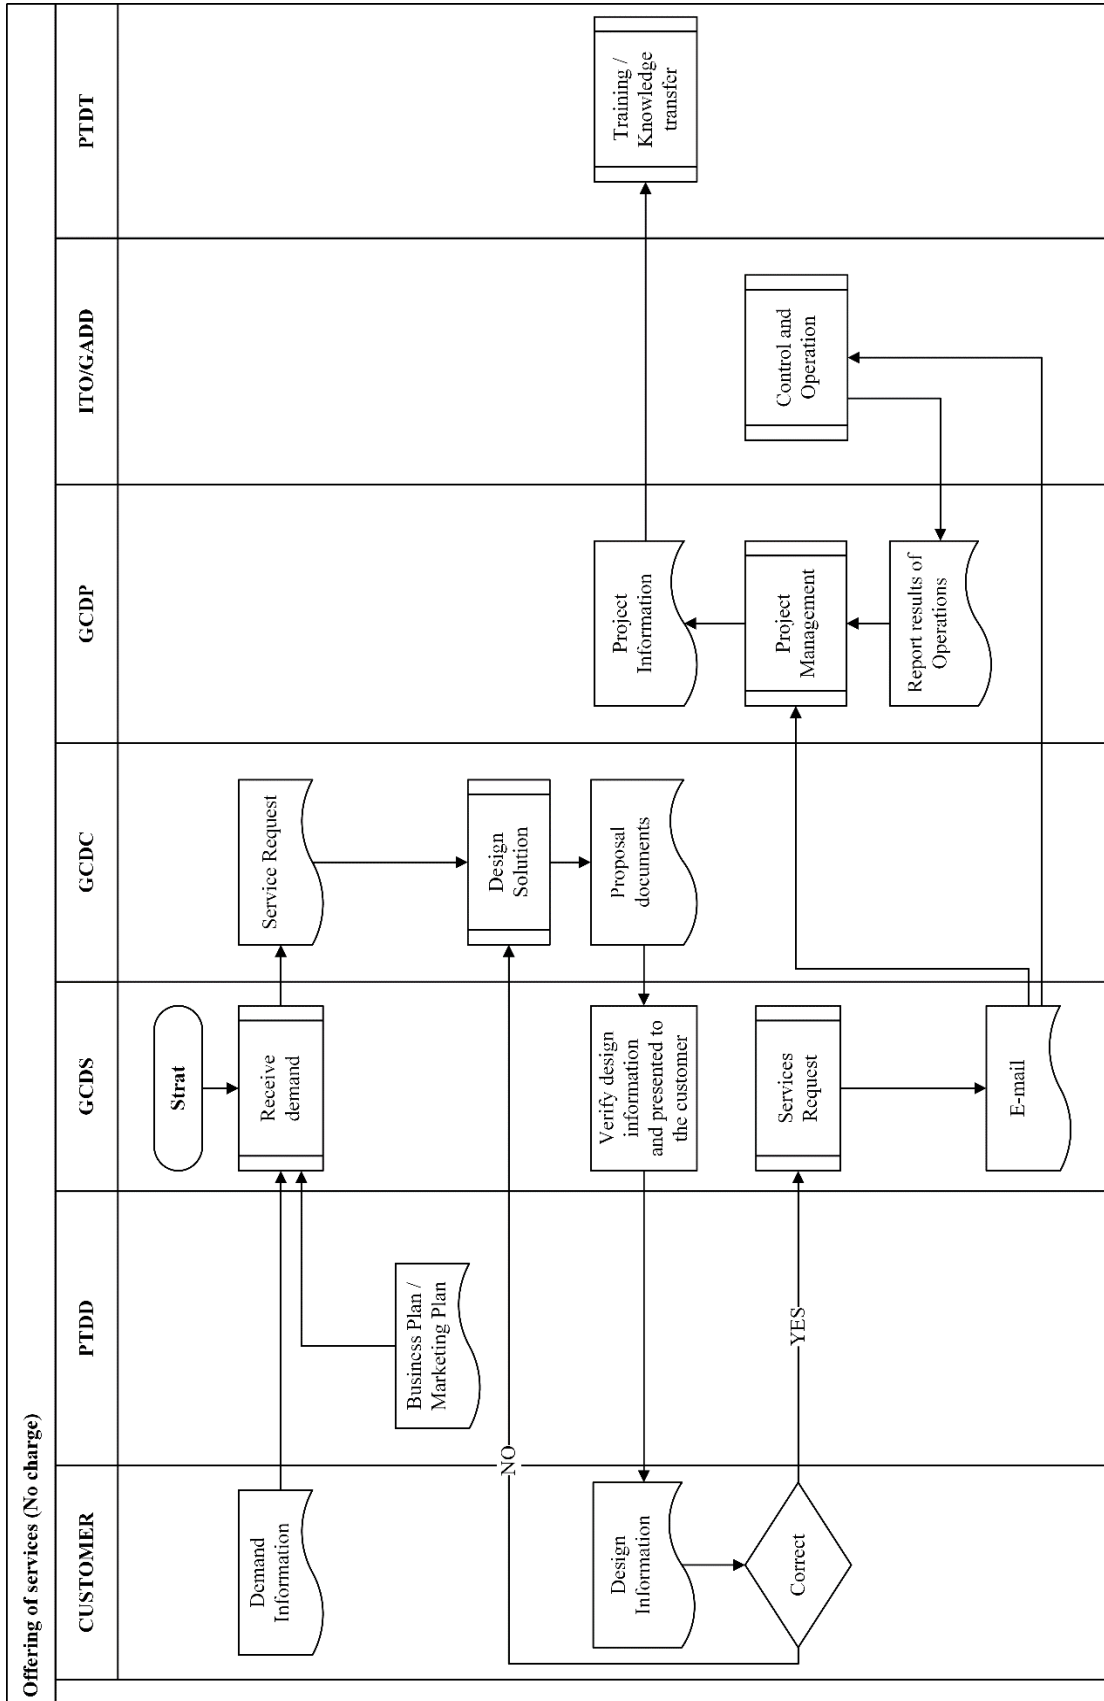 Offering of services (No charge)
CUSTOMER
PTDD
GCDS
GCDC
GCDP
ITO/GADD
PTDT
Strat
Demand
Information
Receive
demand
Service Request
Business Plan /
Marketing Plan
Design
Solution
NO
Design
Information
Verify design
information
and presented to
the customer
Proposal
documents
Project
Information
Training /
Knowledge
transfer
Correct
YES
Services
Request
Project
Management
Control and
Operation
E-mail
Report results of
Operations